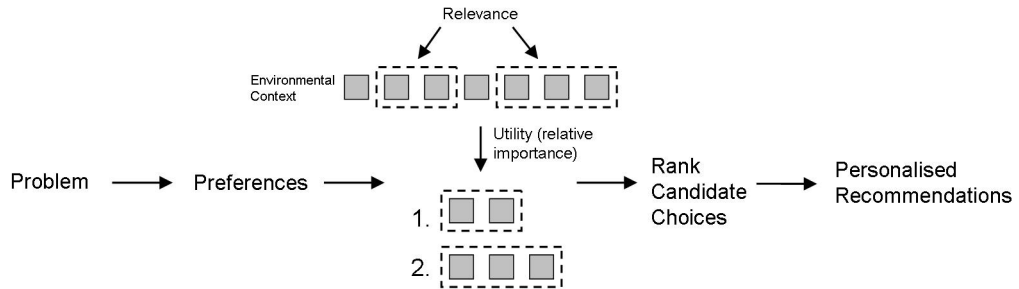 Relevance
Environmental
Context
Utility (relative
importance)
Problem
Preferences
1.
2.
Rank
Candidate
Choices
Personalised
Recommendations